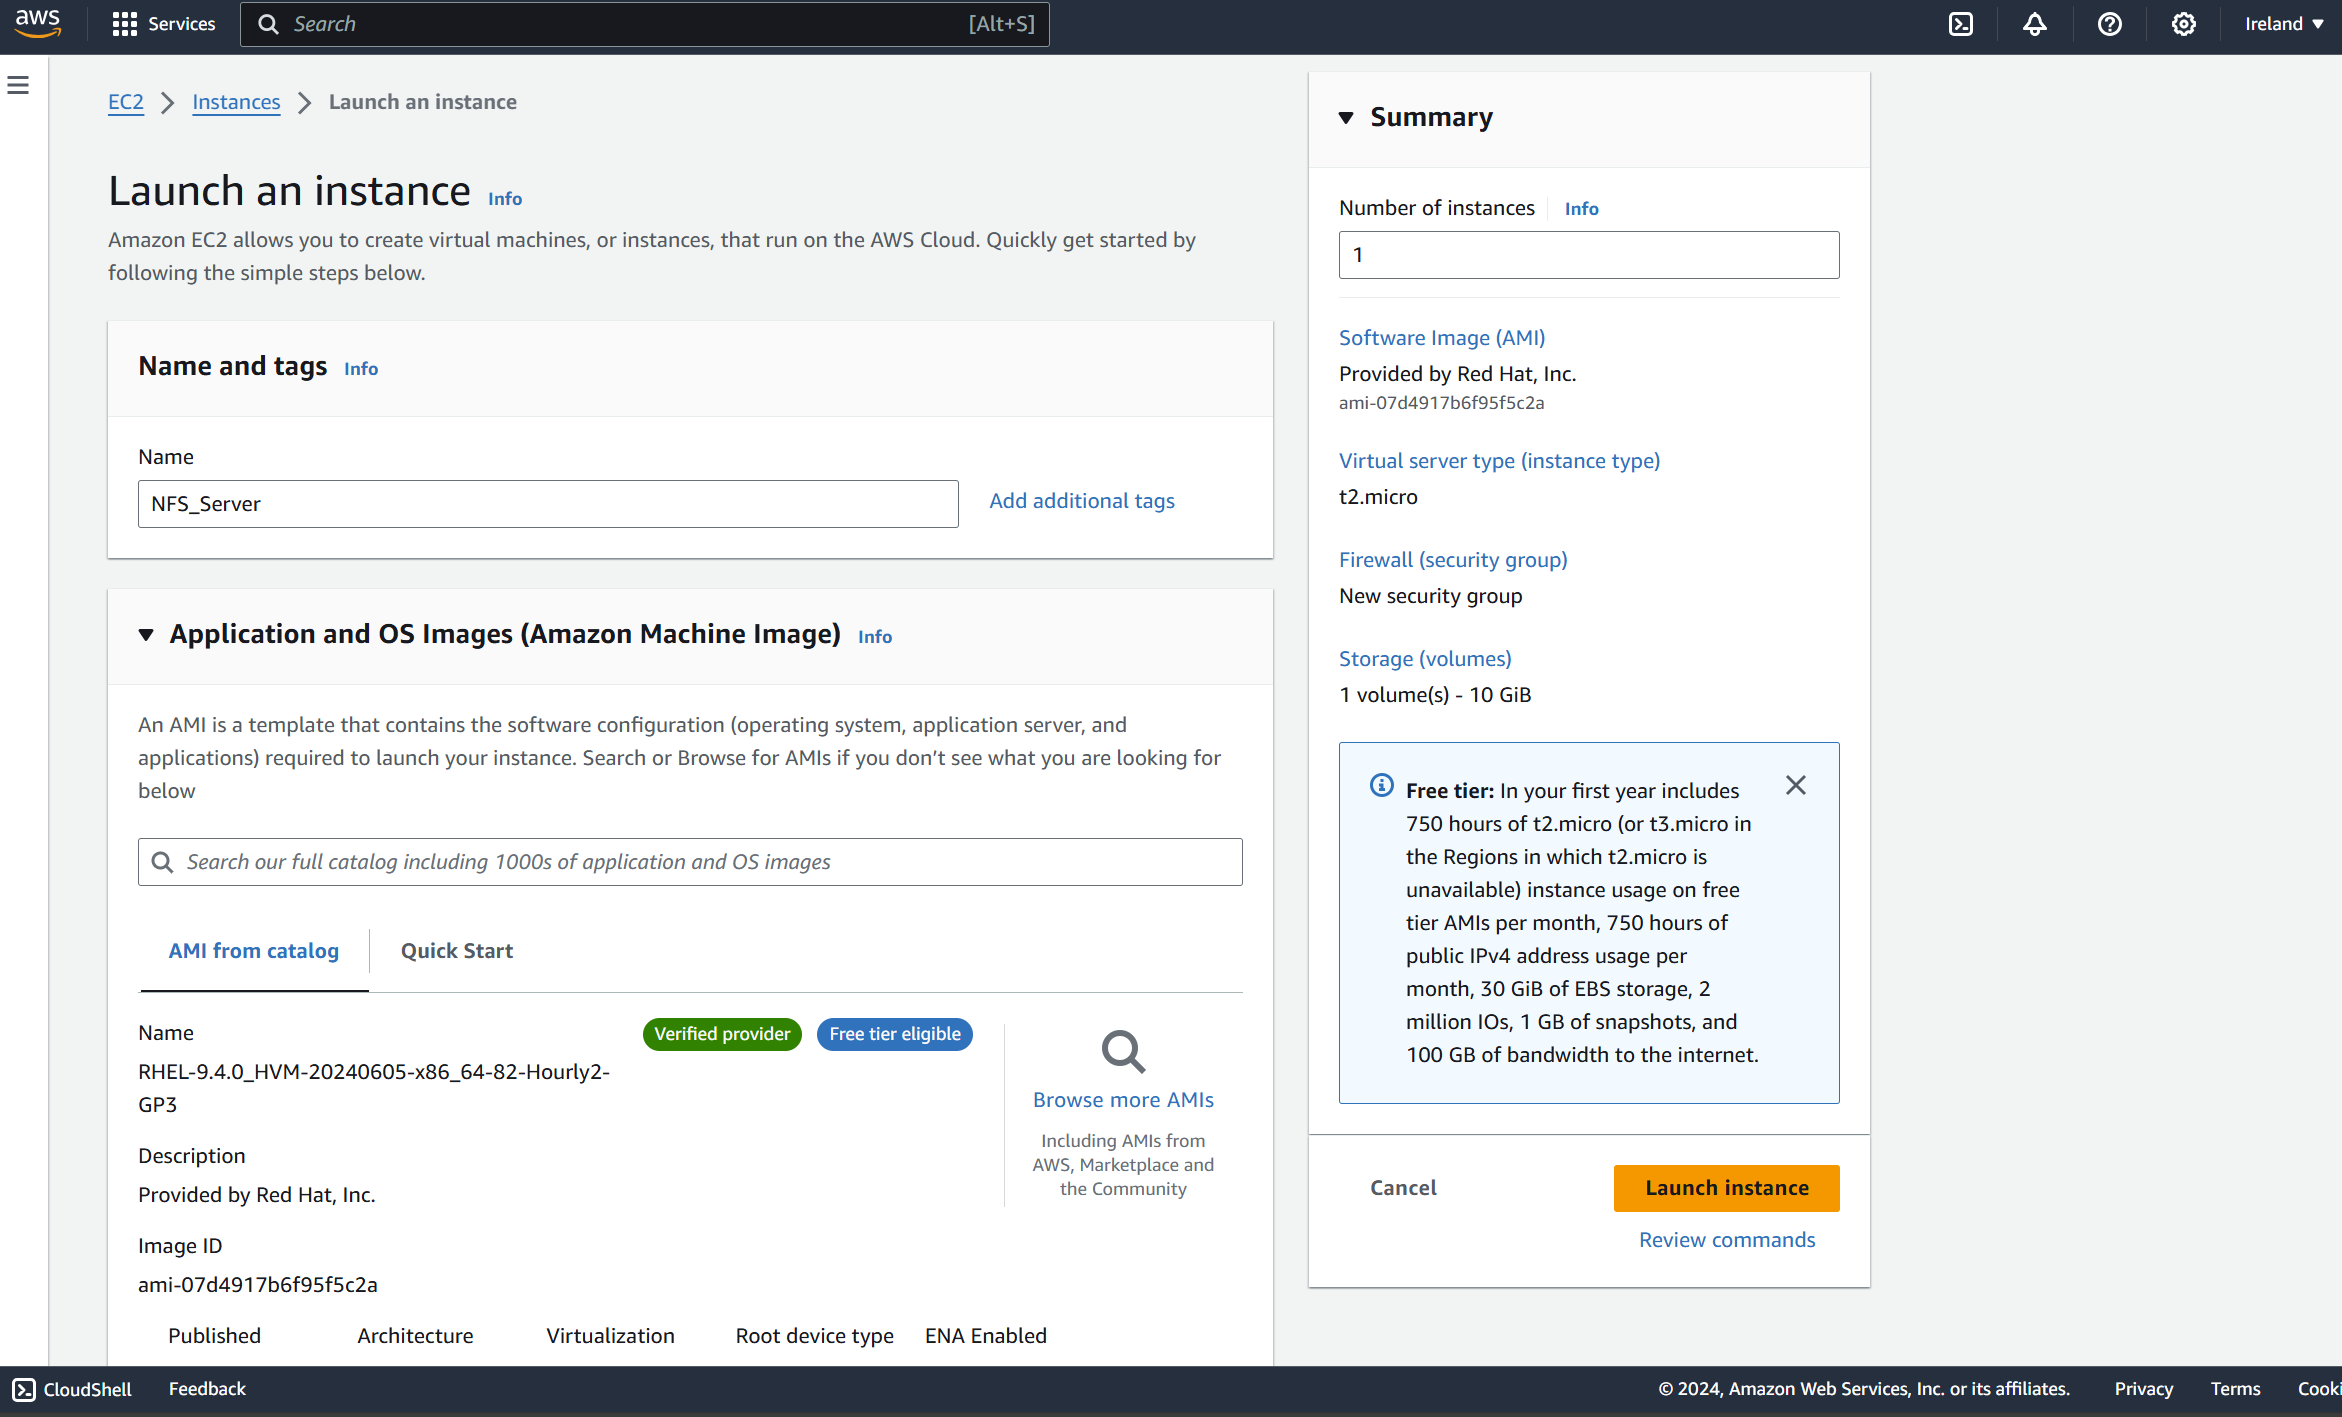 aws
Services
Search
[Alt+S]
Ireland
EC2
Instances
Launch an instance
Launch an instance Info
Amazon EC2 allows you to create virtual machines, or instances, that run on the AWS Cloud. Quickly get started by
following the simple steps below.
Name and tags Info
Name
NFS_Server
Add additional tags
Application and OS Images (Amazon Machine Image) Info
An AMI is a template that contains the software configuration (operating system, application server, and
applications) required to launch your instance. Search or Browse for AMIs if you don’t see what you are looking for
below
Search our full catalog including 1000s of application and OS images
AMI from catalog
Quick Start
Name
Verified provider
Free tier eligible
RHEL-9.4.0_HVM-20240605-x86_64-82-Hourly2-
GP3
Description
Provided by Red Hat, Inc.
Image ID
ami-07d4917b6f95f5c2a
Browse more AMIs
Including AMIs from
AWS, Marketplace and
the Community
Published
Architecture
Virtualization
Root device type
ENA Enabled
Summary
Number of instances Info
1
Software Image (AMI)
Provided by Red Hat, Inc.
ami-07d4917b6f95f5c2a
Virtual server type (instance type)
t2.micro
Firewall (security group)
New security group
Storage (volumes)
1 volume(s) - 10 GiB
Free tier: In your first year includes
750 hours of t2.micro (or t3.micro in
the Regions in which t2.micro is
unavailable) instance usage on free
tier AMIs per month, 750 hours of
public IPv4 address usage per
month, 30 GiB of EBS storage, 2
million IOs, 1 GB of snapshots, and
100 GB of bandwidth to the internet.
Cancel
Launch instance
Review commands
CloudShell
Feedback
© 2024, Amazon Web Services, Inc. or its affiliates.
Privacy
Terms
Cooki